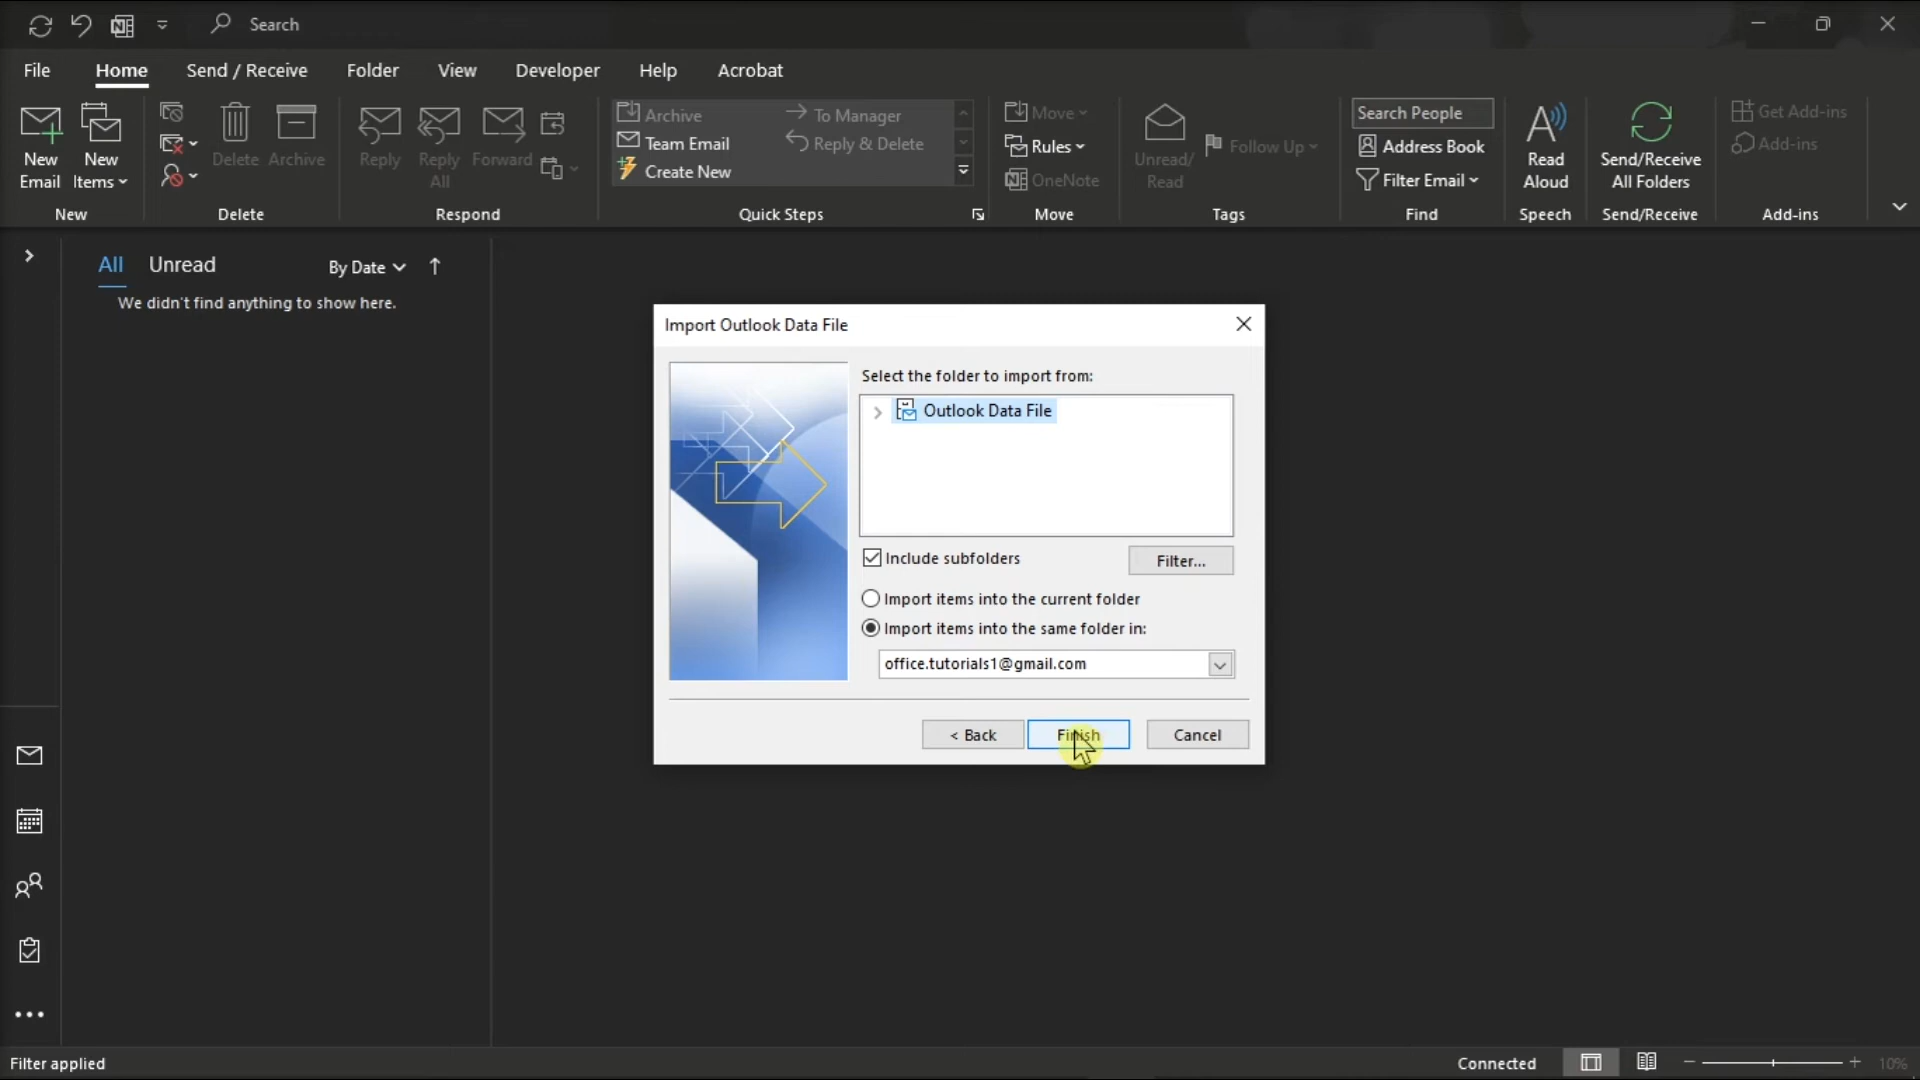 Search
File Home Send / Receive Folder View Developer Help Acrobat
New Email
New Items
New
Delete
Archive
Delete
Reply
Reply All
Forward
Respond
Archive
To Manager
Team Email
Reply & Delete
Create New
Quick Steps
Move
Rules
OneNote
Move
Unread/ Read
Follow Up
Tags
Search People
Address Book
Filter Email
Find
Read Aloud
Speech
Send/Receive All Folders
Send/Receive
Get Add-ins
Add-ins
Add-ins
All Unread By Date
We didn't find anything to show here.
Import Outlook Data File
Select the folder to import from:
Outlook Data File
Include subfolders
Filter...
Import items into the current folder
Import items into the same folder in:
office.tutorials1@gmail.com
< Back
Finish
Cancel
Filter applied
Connected
10%